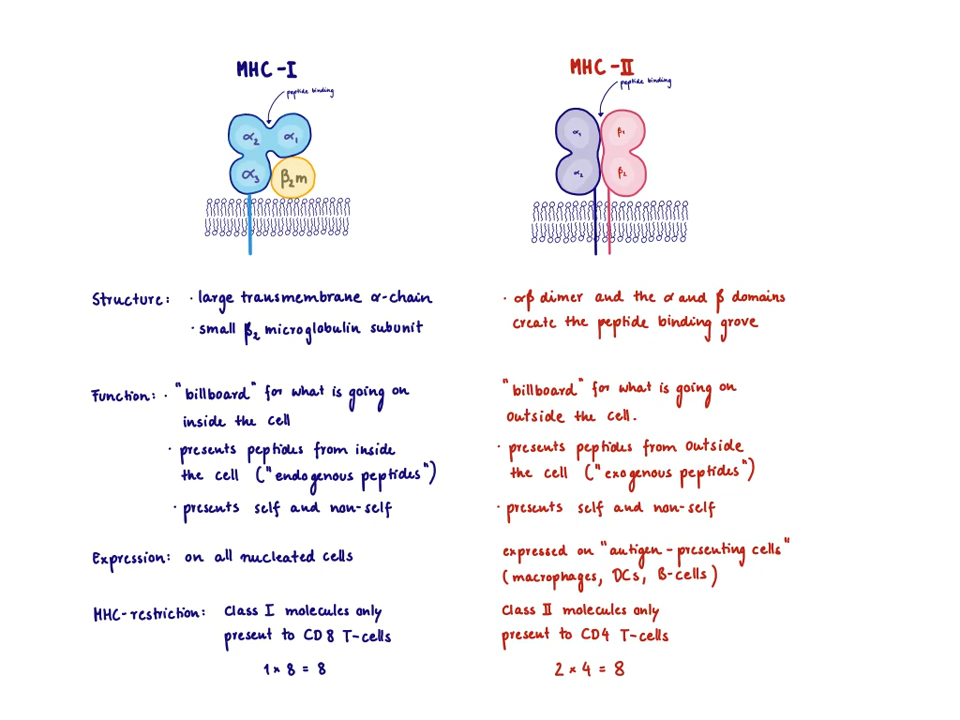 MHC-I
peptide binding
α₂ α₁
α₃ β₂m
Structure: · large transmembrane α-chain
· small β₂ microglobulin subunit
Function: · "billboard" for what is going on
inside the cell
· presents peptides from inside
the cell ("endogenous peptides")
· presents self and non-self
Expression: on all nucleated cells
MHC-restriction: Class I molecules only
present to CD8 T-cells
1 × 8 = 8
MHC-II
peptide binding
α₁ β₁
α₂ β₂
· αβ dimer and the α and β domains
create the peptide binding grove
"billboard" for what is going on
outside the cell.
· presents peptides from outside
the cell ("exogenous peptides")
· presents self and non-self
expressed on "antigen-presenting cells"
(macrophages, DCs, B-cells)
Class II molecules only
present to CD4 T-cells
2 × 4 = 8